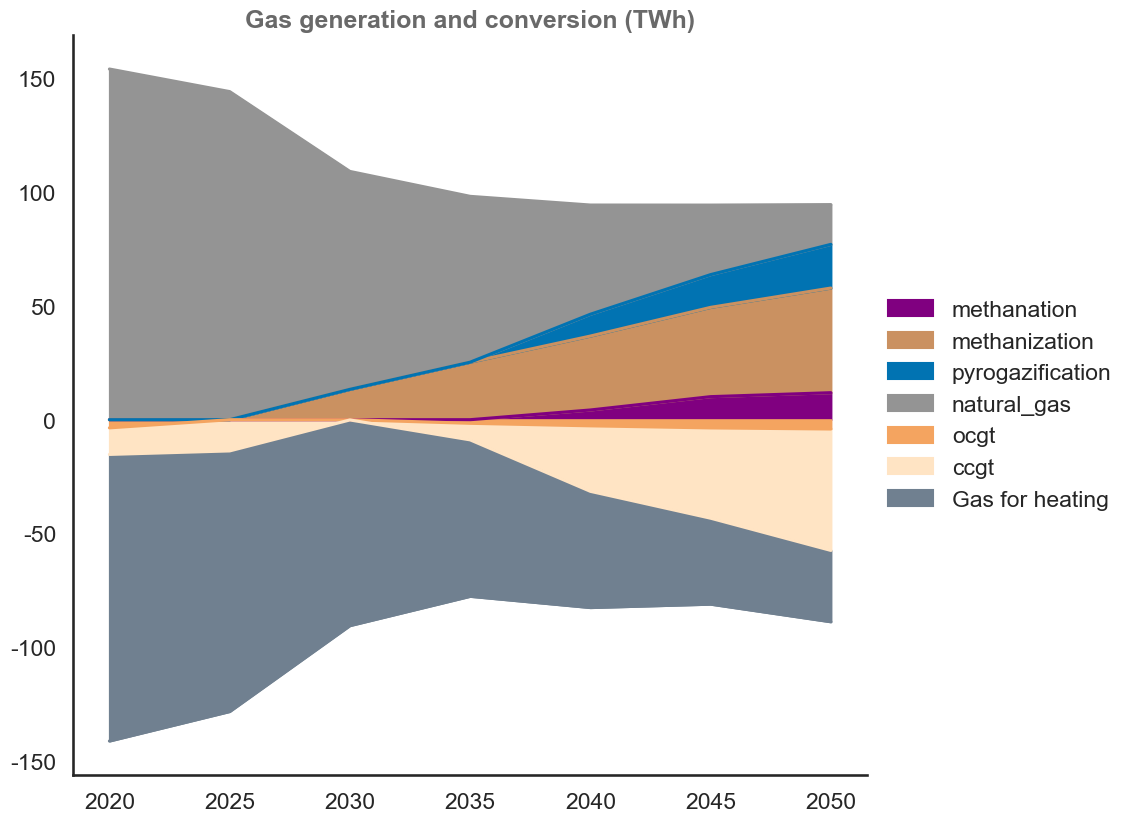 Gas generation and conversion (TWh)
150
100
50
0
-50
-100
-150
2020 2025 2030 2035 2040 2045 2050
methanation
methanization
pyrogazification
natural_gas
ocgt
ccgt
Gas for heating